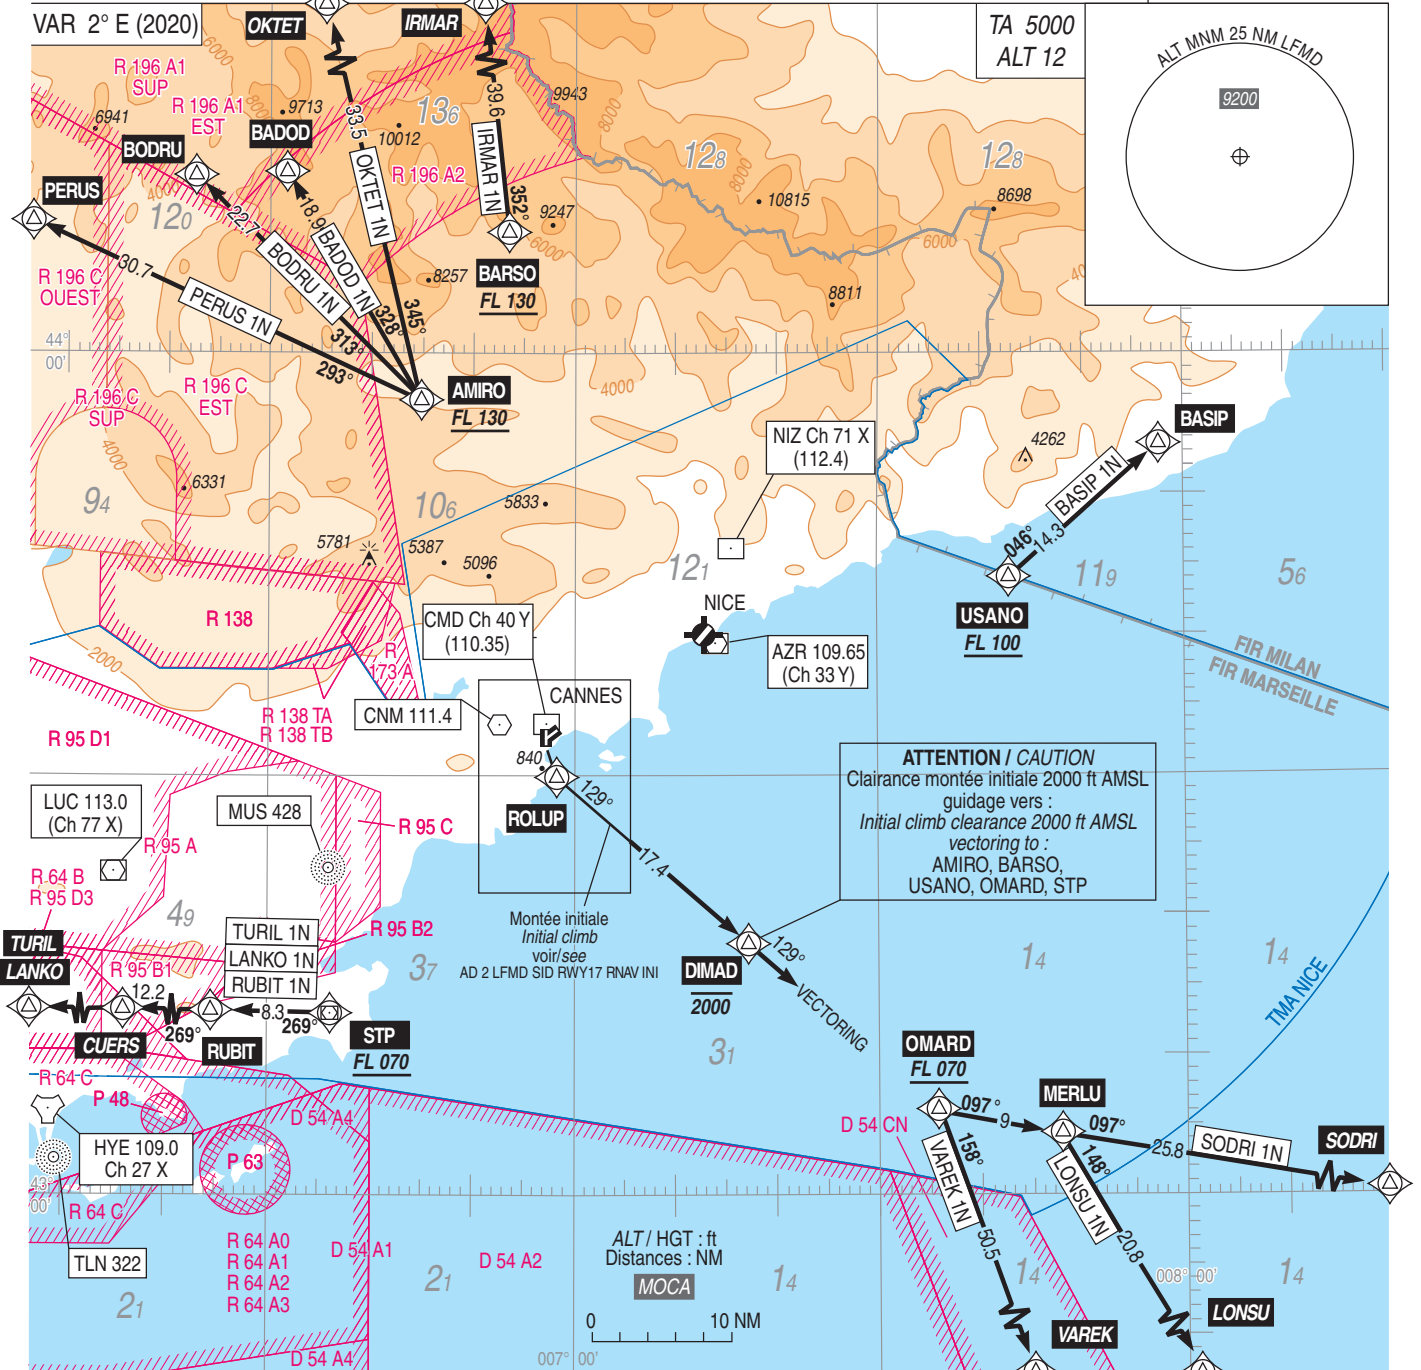 VAR 2° E (2020)
OKTET
IRMAR
TA 5000
ALT 12
ALT MNM 25 NM LFMD
9200
6000
R 196 A1
SUP
R 196 A1
EST
8000
9713
6941
10012
136
39.6
33.5
9943
8000
BODRU
BADOD
R 196 A2
IRMAR 1N
352°
OKTET 1N
128
8000
128
PERUS
4000
120
22.7
18.9
BADOD 1N
BODRU 1N
9247
6000
10815
8698
6000
30.7
R 196 C
OUEST
PERUS 1N
8257
BARSO
FL 130
8811
44°
00'
345°
328°
313°
293°
R 196 C
EST
R 196 C
SUP
AMIRO
FL 130
4000
4000
NIZ Ch 71 X
(112.4)
4262
BASIP
BASIP 1N
14.3
046°
94
6331
106
5833
5781
5387
5096
121
119
56
R 138
CMD Ch 40 Y
(110.35)
NICE
USANO
FL 100
AZR 109.65
(Ch 33 Y)
FIR MILAN
FIR MARSEILLE
2000
R
173 A
CANNES
CNM 111.4
R 138 TA
R 138 TB
R 95 D1
840
129°
ROLUP
ATTENTION / CAUTION
Clairance montée initiale 2000 ft AMSL
guidage vers :
Initial climb clearance 2000 ft AMSL
vectoring to :
AMIRO, BARSO,
USANO, OMARD, STP
LUC 113.0
(Ch 77 X)
MUS 428
R 95 A
R 95 C
17.4
R 64 B
R 95 D3
49
TURIL 1N
LANKO 1N
RUBIT 1N
R 95 B2
Montée initiale
Initial climb
voir/see
AD 2 LFMD SID RWY17 RNAV INI
TURIL
LANKO
R 95 B1
37
129°
DIMAD
2000
VECTORING
14
14
TMA NICE
12.2
8.3
269°
269°
CUERS
RUBIT
STP
FL 070
31
OMARD
FL 070
R 64 C
P 48
D 54 A4
MERLU
097°
9
097°
D 54 CN
HYE 109.0
Ch 27 X
P 63
158°
VAREK 1N
148°
LONSU 1N
25.8
SODRI 1N
SODRI
43°
00'
R 64 C
TLN 322
R 64 A0
R 64 A1
R 64 A2
R 64 A3
D 54 A1
D 54 A2
ALT / HGT : ft
Distances : NM
MOCA
50.5
20.8
21
21
14
14
14
008° 00'
0 10 NM
LONSU
VAREK
D 54 A4
007° 00'